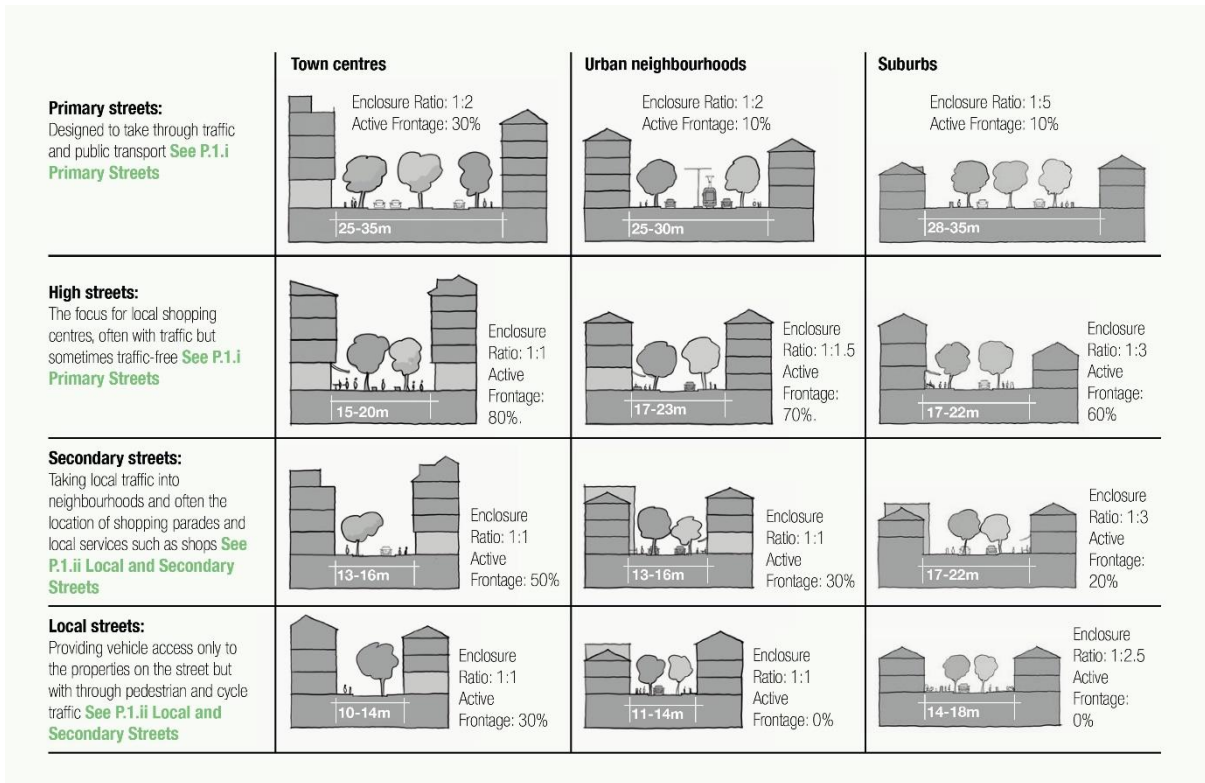 Town centres
Urban neighbourhoods
Suburbs
Primary streets:
Designed to take through traffic
and public transport See P.1.i
Primary Streets
Enclosure Ratio: 1:2
Active Frontage: 30%
25-35m
Enclosure Ratio: 1:2
Active Frontage: 10%
25-30m
Enclosure Ratio: 1:5
Active Frontage: 10%
28-35m
High streets:
The focus for local shopping
centres, often with traffic but
sometimes traffic-free See P.1.i
Primary Streets
15-20m
Enclosure
Ratio: 1:1
Active
Frontage:
80%.
17-23m
Enclosure
Ratio: 1:1.5
Active
Frontage:
70%.
17-22m
Enclosure
Ratio: 1:3
Active
Frontage:
60%
Secondary streets:
Taking local traffic into
neighbourhoods and often the
location of shopping parades and
local services such as shops See
P.1.ii Local and Secondary
Streets
13-16m
Enclosure
Ratio: 1:1
Active
Frontage: 50%
13-16m
Enclosure
Ratio: 1:1
Active
Frontage: 30%
17-22m
Enclosure
Ratio: 1:3
Active
Frontage:
20%
Local streets:
Providing vehicle access only to
the properties on the street but
with through pedestrian and cycle
traffic See P.1.ii Local and
Secondary Streets
10-14m
Enclosure
Ratio: 1:1
Active
Frontage: 30%
11-14m
Enclosure
Ratio: 1:1
Active
Frontage: 0%
14-18m
Enclosure
Ratio: 1:2.5
Active
Frontage:
0%